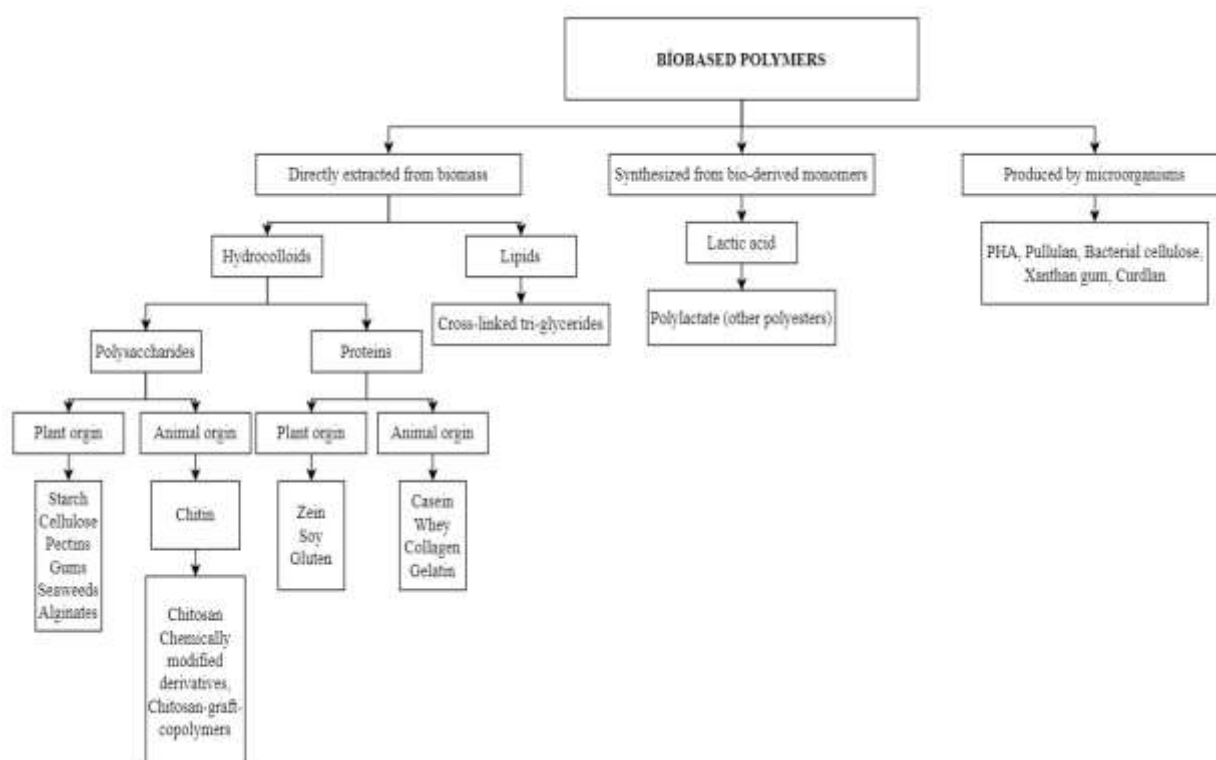 BİOBASED POLYMERS
Directly extracted from biomass
Synthesized from bio-derived monomers
Produced by microorganisms
Hydrocolloids
Lipids
Lactic acid
PHA, Pullulan, Bacterial cellulose,
Xanthan gum, Curdlan
Cross-linked tri-glycerides
Polylactate (other polyesters)
Polysaccharides
Proteins
Plant orgin
Animal orgin
Plant orgin
Animal orgin
Starch
Cellulose
Pectins
Gums
Seaweeds
Alginates
Chitin
Zein
Soy
Gluten
Casein
Whey
Collagen
Gelatin
Chitosan
Chemically
modified
derivatives,
Chitosan-graft-
copolymers